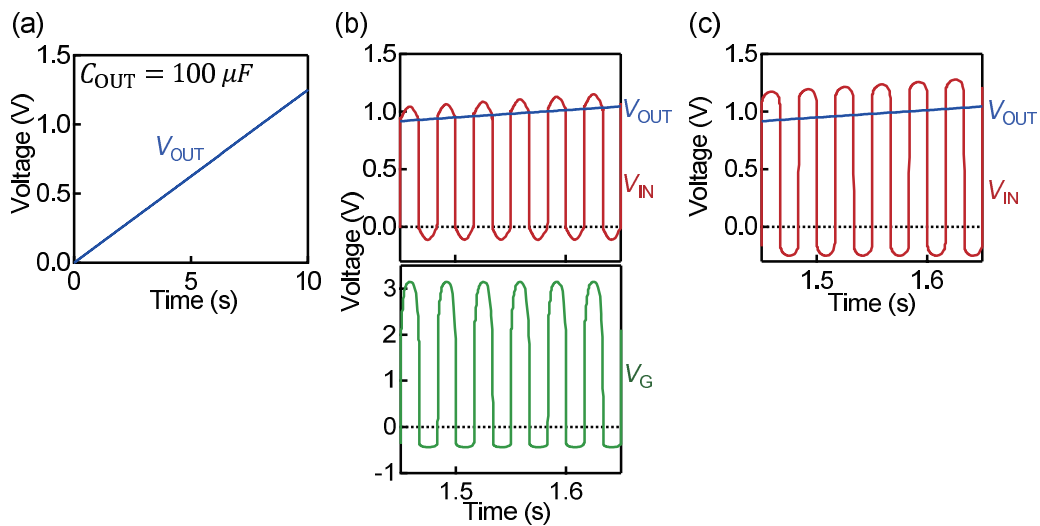 (a)
1.5
1.0
0.5
0.0
Voltage (V)
C_OUT = 100 μF
V_OUT
0
5
10
Time (s)
(b)
1.5
1.0
0.5
0.0
V_OUT
V_IN
Voltage (V)
3
2
1
0
-1
V_G
1.5
1.6
Time (s)
(c)
1.5
1.0
0.5
0.0
Voltage (V)
V_OUT
V_IN
1.5
1.6
Time (s)